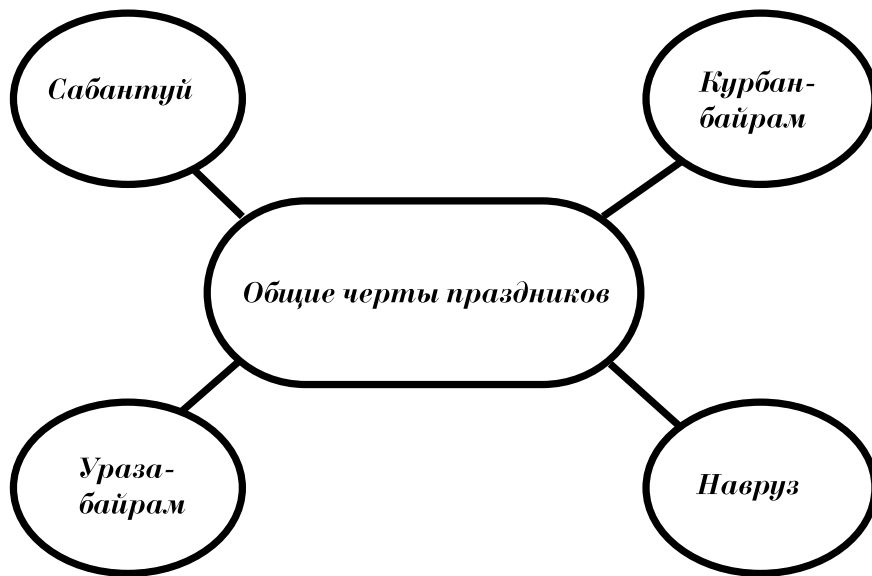 Сабантуй
Курбан-
байрам
Общие черты праздников
Ураза-
байрам
Навруз